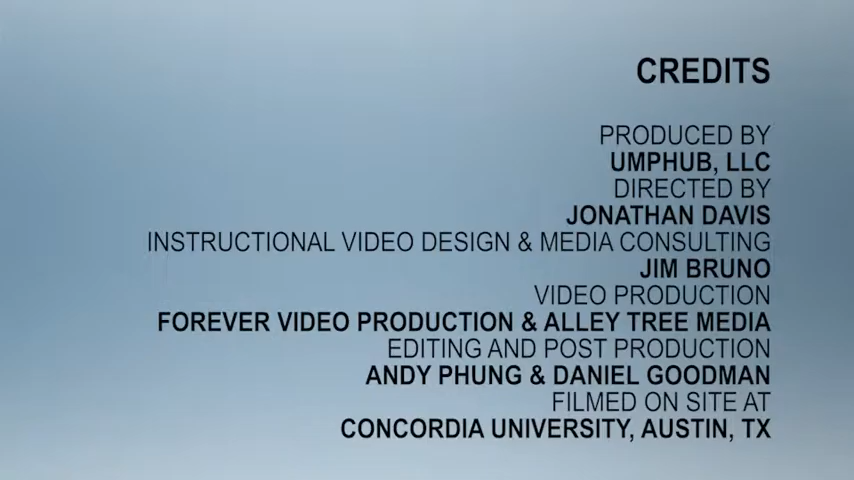 CREDITS
PRODUCED BY
UMPHUB, LLC
DIRECTED BY
JONATHAN DAVIS
INSTRUCTIONAL VIDEO DESIGN & MEDIA CONSULTING
JIM BRUNO
VIDEO PRODUCTION
FOREVER VIDEO PRODUCTION & ALLEY TREE MEDIA
EDITING AND POST PRODUCTION
ANDY PHUNG & DANIEL GOODMAN
FILMED ON SITE AT
CONCORDIA UNIVERSITY, AUSTIN, TX